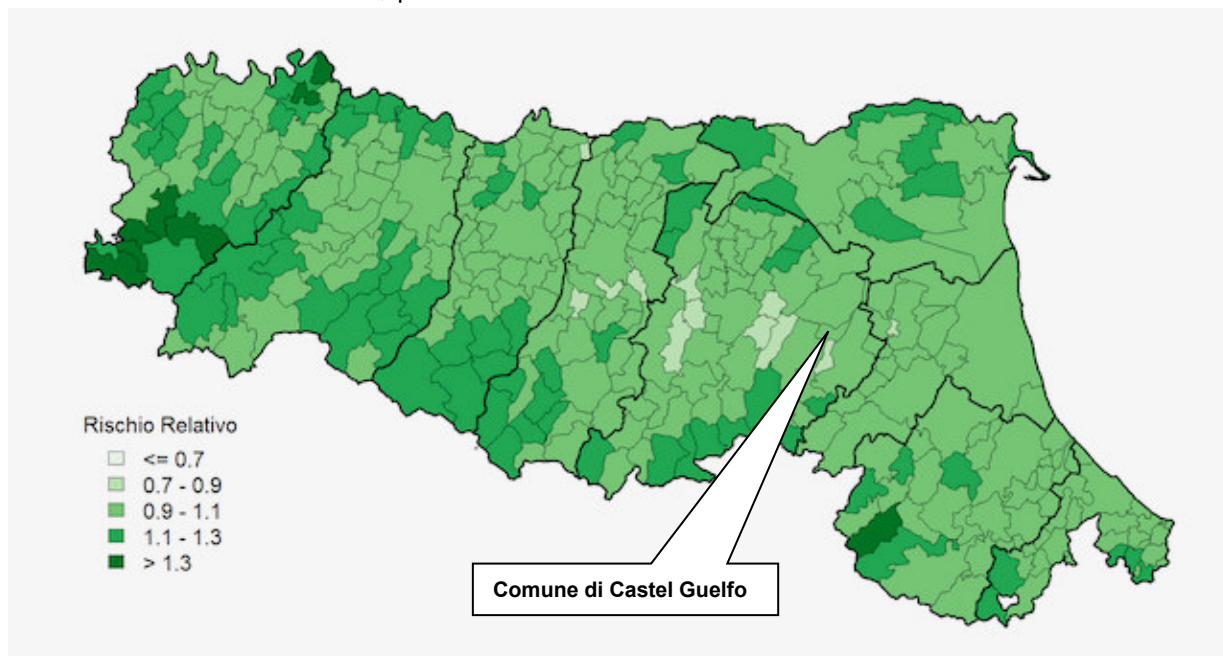 Rischio Relativo
<= 0.7
0.7 - 0.9
0.9 - 1.1
1.1 - 1.3
> 1.3
Comune di Castel Guelfo